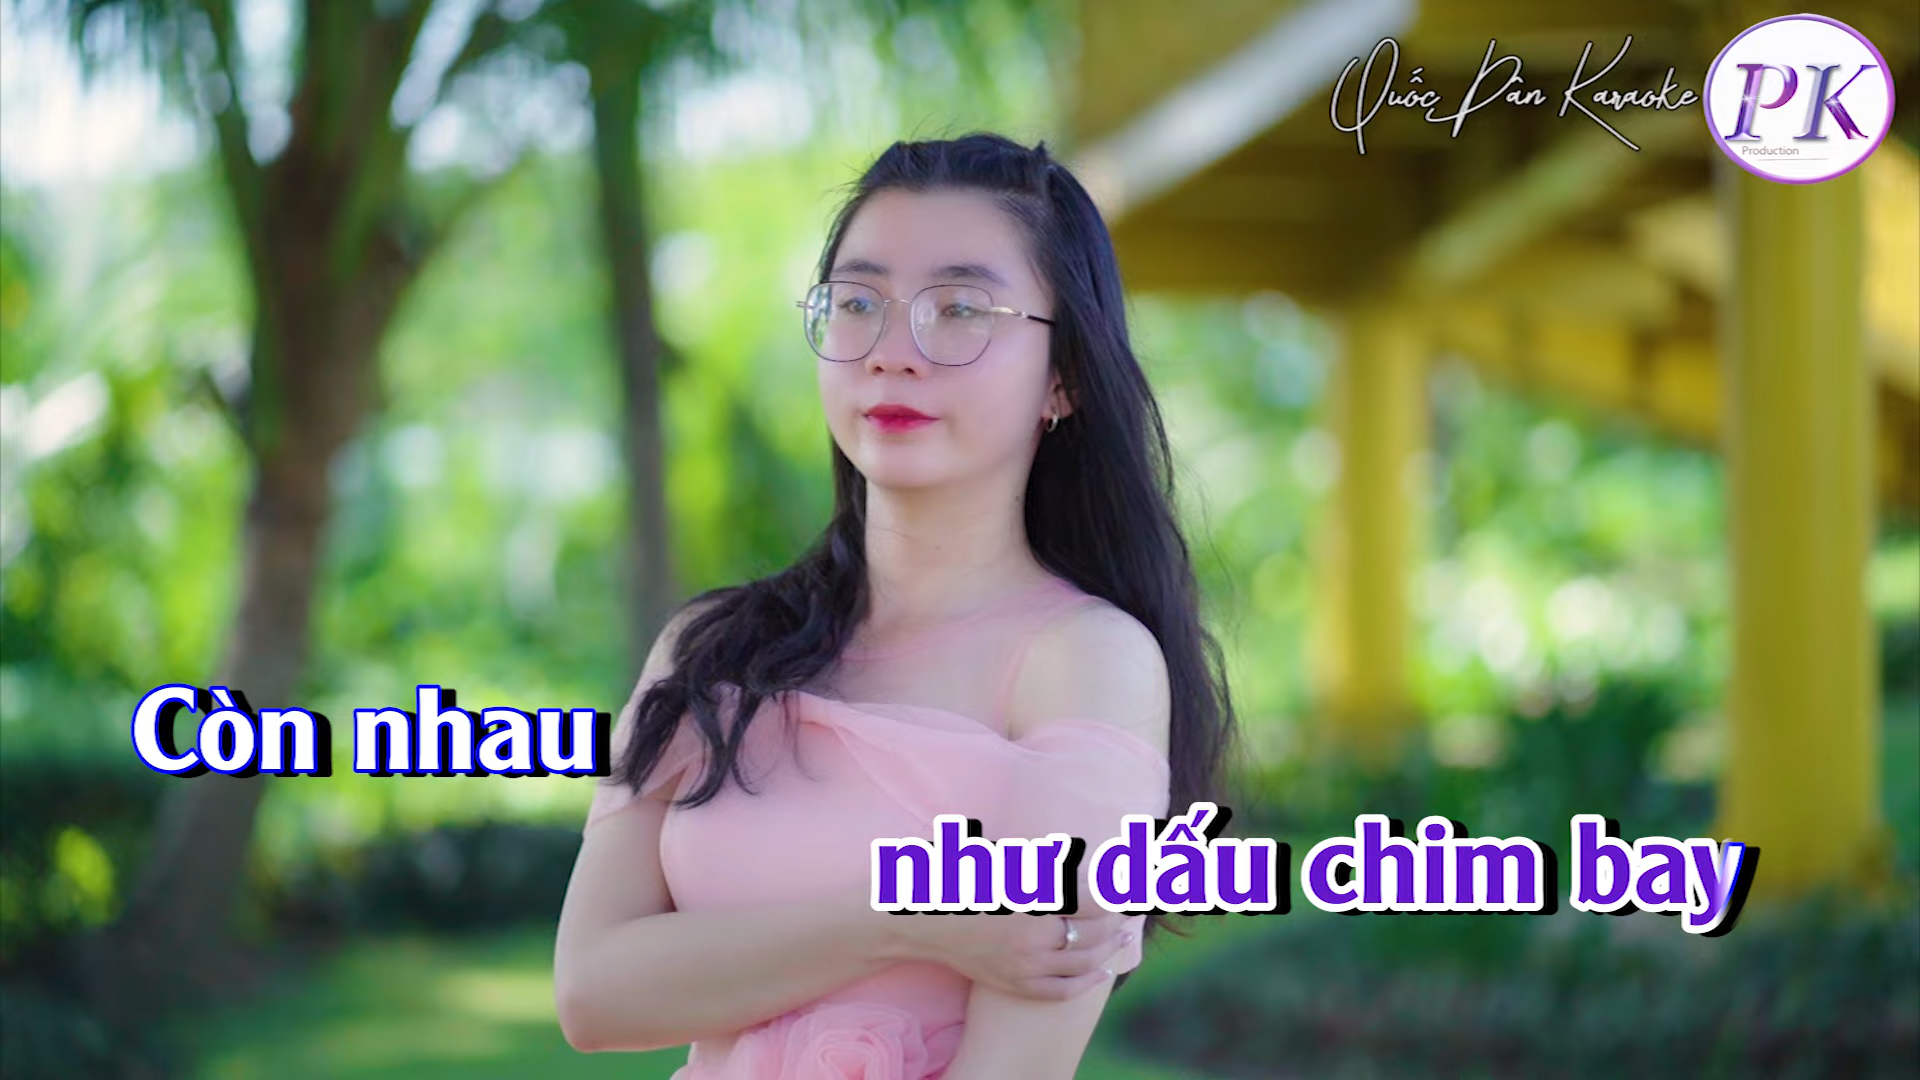 Quốc Dân Karaoke
PK
Production
Còn nhau
như dấu chim bay